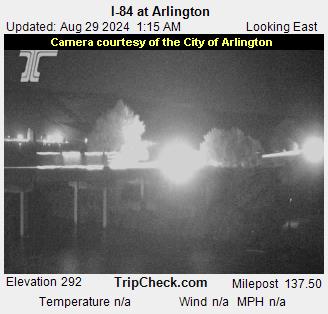 I-84 at Arlington
Updated: Aug 29 2024 1:15 AM Looking East
Camera courtesy of the City of Arlington
Elevation 292 TripCheck.com Milepost 137.50
Temperature n/a Wind n/a MPH n/a